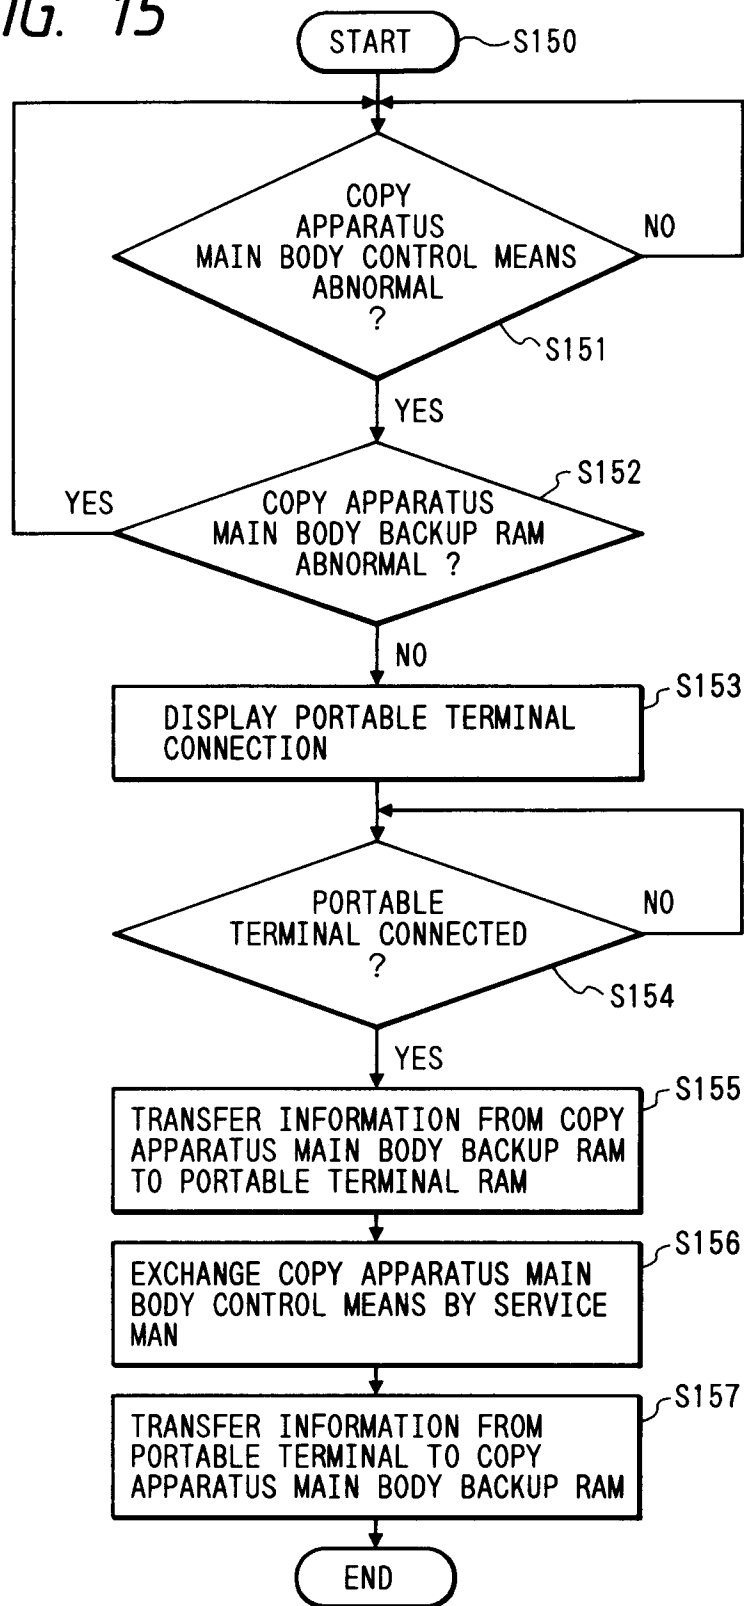 IG. 15
START
S150
COPY
APPARATUS
MAIN BODY CONTROL MEANS
ABNORMAL
?
NO
S151
YES
S152
YES
COPY APPARATUS
MAIN BODY BACKUP RAM
ABNORMAL ?
NO
S153
DISPLAY PORTABLE TERMINAL
CONNECTION
PORTABLE
TERMINAL CONNECTED
?
NO
S154
YES
S155
TRANSFER INFORMATION FROM COPY
APPARATUS MAIN BODY BACKUP RAM
TO PORTABLE TERMINAL RAM
S156
EXCHANGE COPY APPARATUS MAIN
BODY CONTROL MEANS BY SERVICE
MAN
S157
TRANSFER INFORMATION FROM
PORTABLE TERMINAL TO COPY
APPARATUS MAIN BODY BACKUP RAM
END